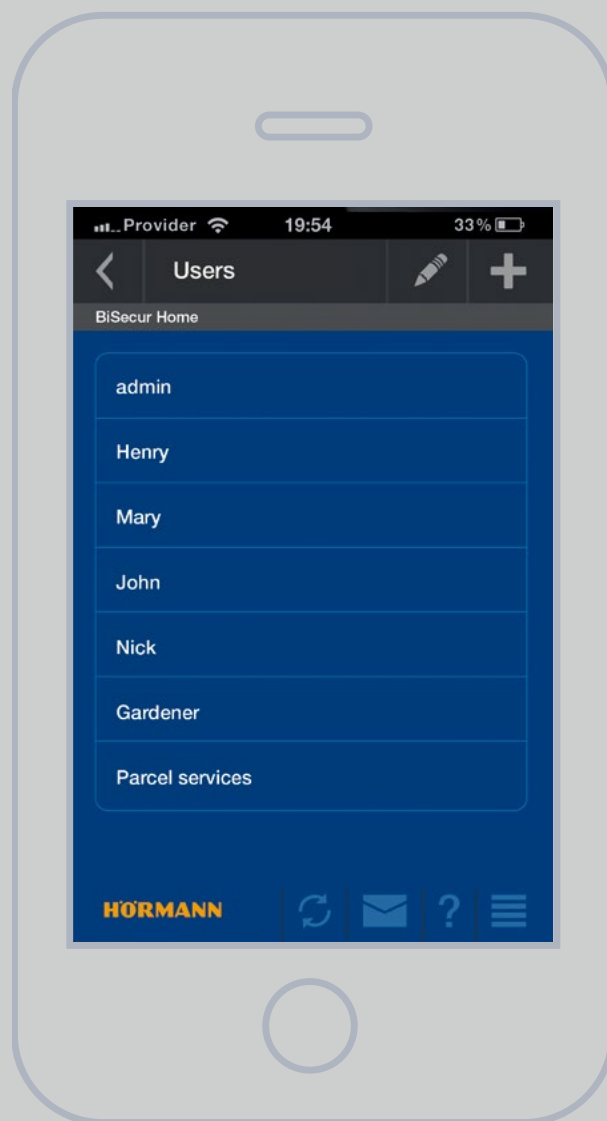 Provider 19:54 33%
Users
BiSecur Home
admin
Henry
Mary
John
Nick
Gardener
Parcel services
HÖRMANN ?